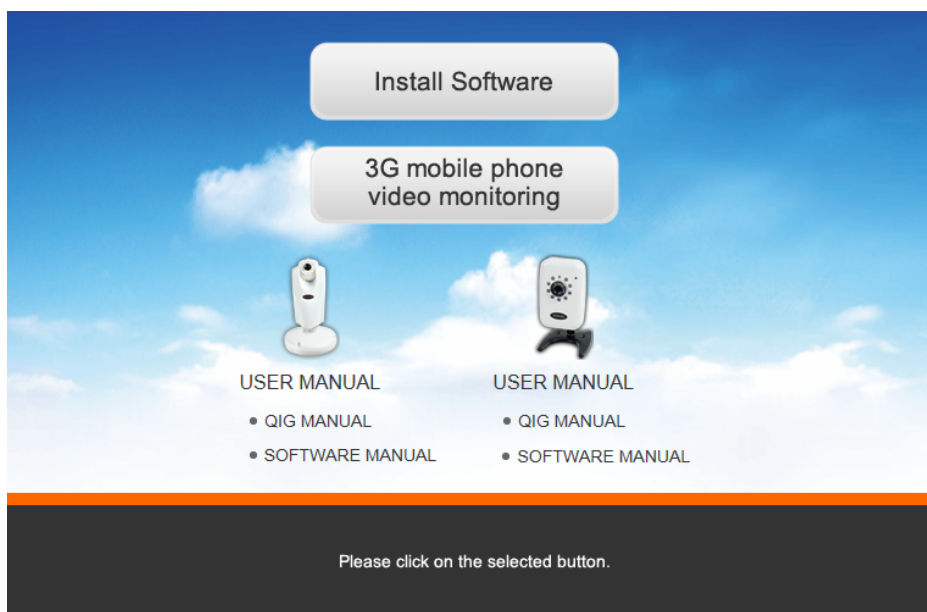 Install Software
3G mobile phone
video monitoring
USER MANUAL
QIG MANUAL
SOFTWARE MANUAL
USER MANUAL
QIG MANUAL
SOFTWARE MANUAL
Please click on the selected button.